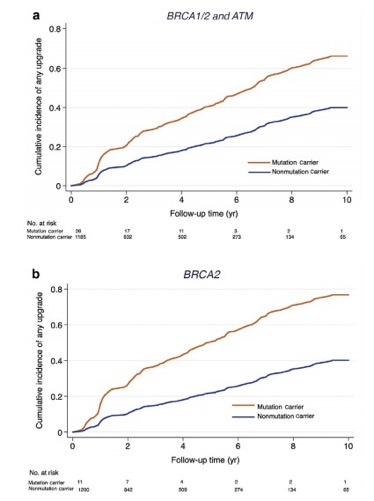 a
BRCA1/2 and ATM
Cumulative incidence of any upgrade
0.8
0.6
0.4
0.2
0
Mutation carrier
Nonmutation carrier
0 2 4 6 8 10
Follow-up time (yr)
No. at risk
Mutation carrier 26 17 11 3 2 1
Nonmutation carrier 1185 832 502 273 134 65
b
BRCA2
Cumulative incidence of any upgrade
0.8
0.6
0.4
0.2
0
Mutation carrier
Nonmutation carrier
0 2 4 6 8 10
Follow-up time (yr)
No. at risk
Mutation carrier 11 7 4 2 2 1
Nonmutation carrier 1200 842 509 274 134 65